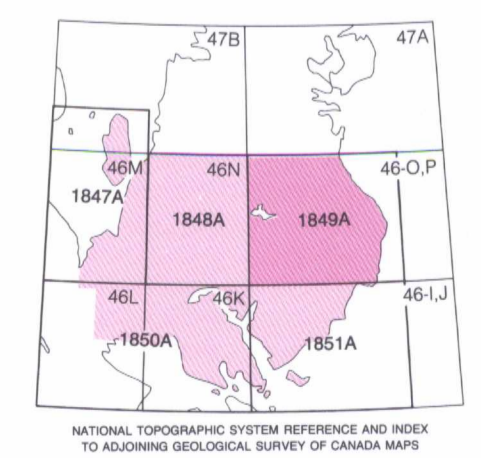 47B 47A
46M 46N 46-O,P
1847A
1848A 1849A
46L 46K 46-I,J
1850A 1851A
NATIONAL TOPOGRAPHIC SYSTEM REFERENCE AND INDEX
TO ADJOINING GEOLOGICAL SURVEY OF CANADA MAPS